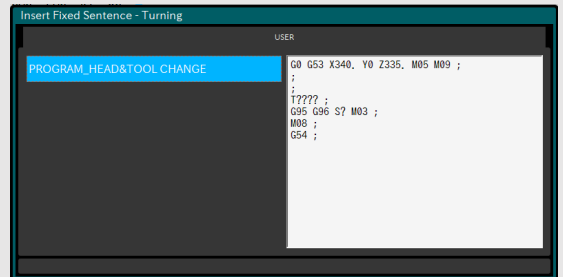 Insert Fixed Sentence - Turning
USER
PROGRAM_HEAD&TOOL CHANGE
G0 G53 X340. Y0 Z335. M05 M09 ;
;
;
T???? ;
G95 G96 S? M03 ;
M08 ;
G54 ;